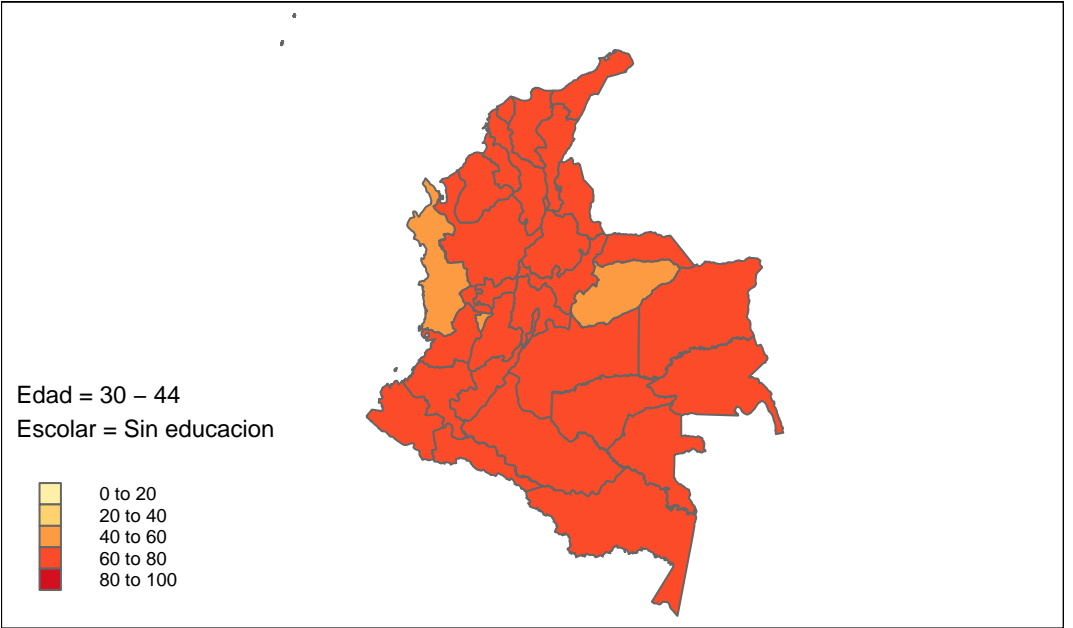 Edad = 30 − 44
Escolar = Sin educacion
0 to 20
20 to 40
40 to 60
60 to 80
80 to 100